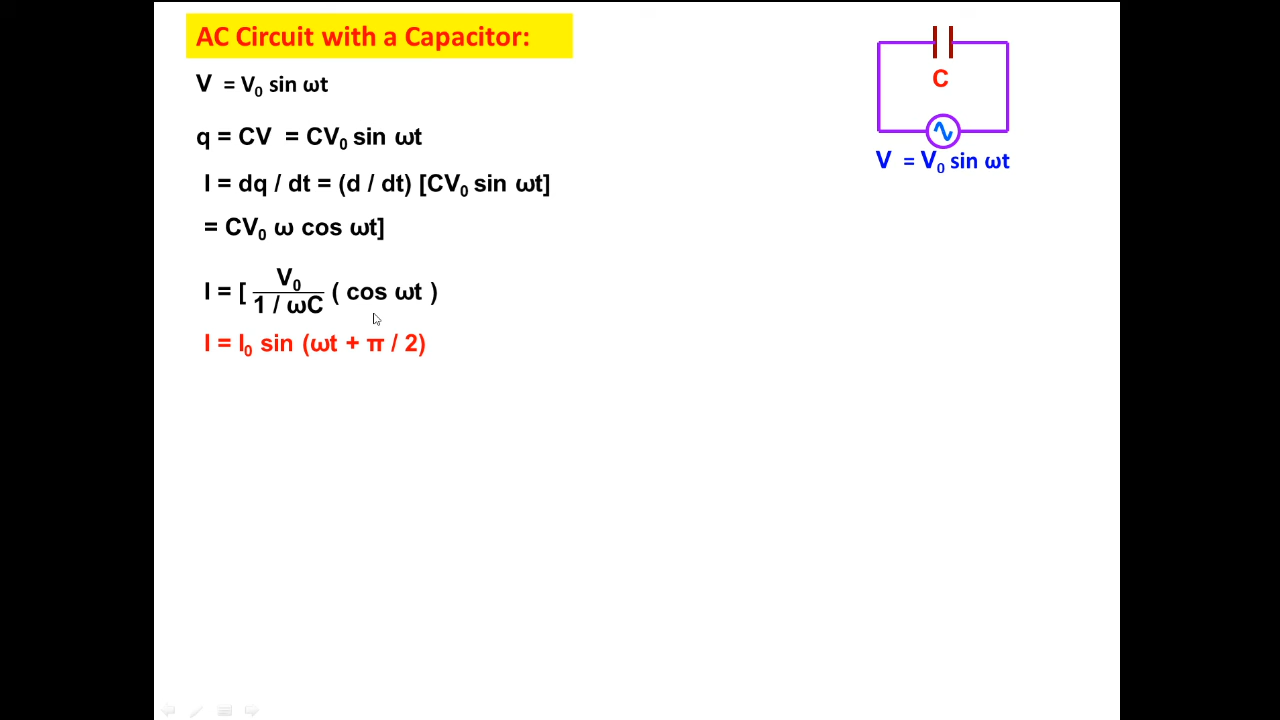 AC Circuit with a Capacitor:
V = V₀ sin ωt
q = CV = CV₀ sin ωt
I = dq / dt = (d / dt) [CV₀ sin ωt]
= CV₀ ω cos ωt]
I = [ V₀ / 1 / ωC ( cos ωt )
I = I₀ sin (ωt + π / 2)
C
V = V₀ sin ωt